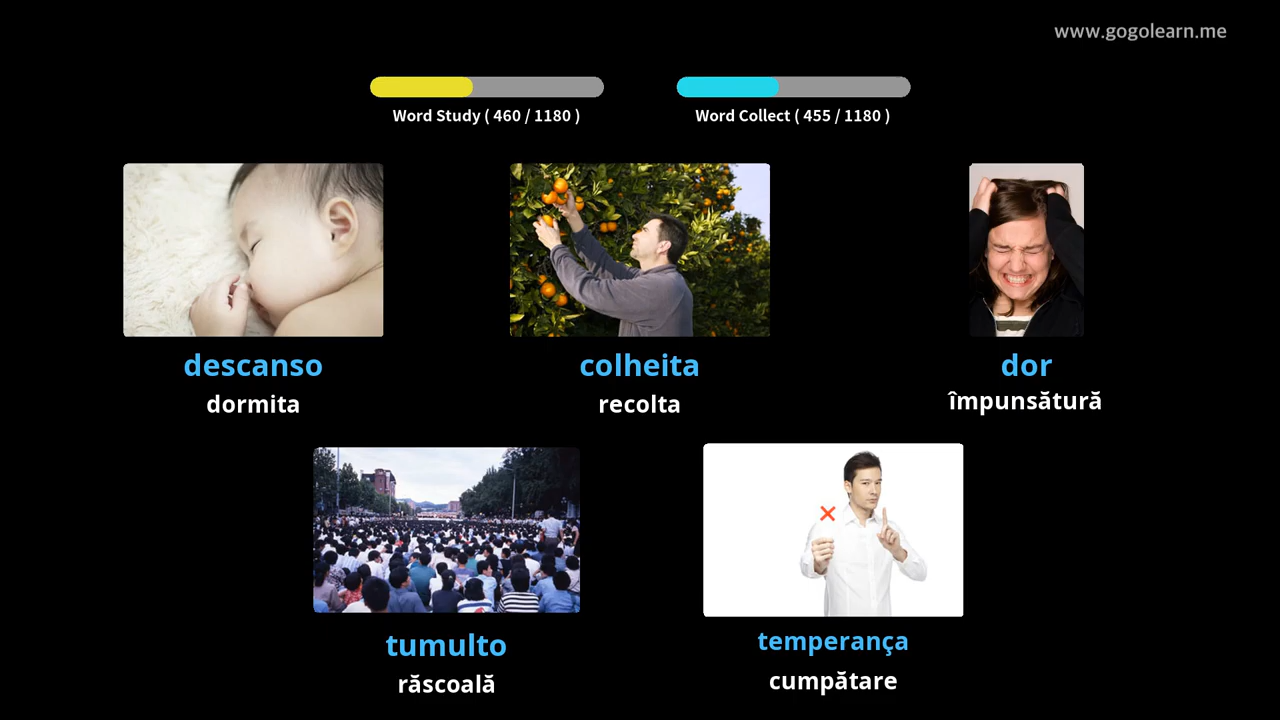 www.gogolearn.me
Word Study ( 460 / 1180 )
Word Collect ( 455 / 1180 )
descanso
dormita
colheita
recolta
dor
împunsătură
tumulto
răscoală
temperança
cumpătare